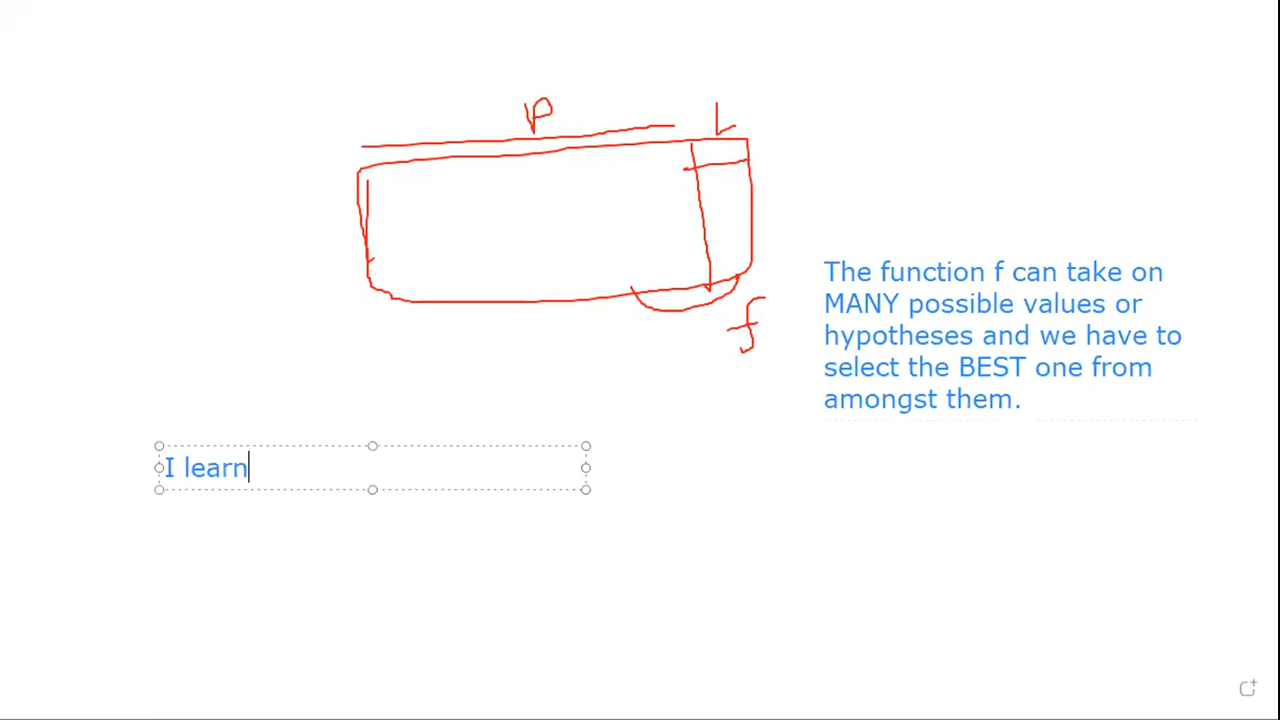 P
L
f
The function f can take on
MANY possible values or
hypotheses and we have to
select the BEST one from
amongst them.
I learn